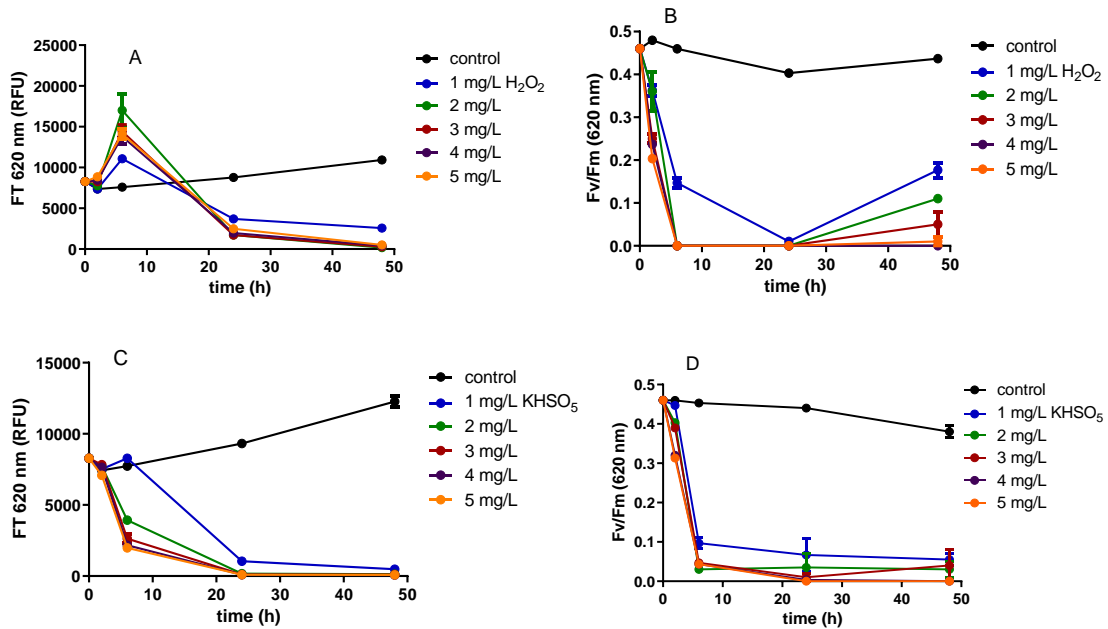 A
FT 620 nm (RFU)
25000
20000
15000
10000
5000
0
0 10 20 30 40 50
time (h)
control
1 mg/L H₂O₂
2 mg/L
3 mg/L
4 mg/L
5 mg/L
B
Fv/Fm (620 nm)
0.5
0.4
0.3
0.2
0.1
0.0
0 10 20 30 40 50
time (h)
control
1 mg/L H₂O₂
2 mg/L
3 mg/L
4 mg/L
5 mg/L
C
FT 620 nm (RFU)
15000
10000
5000
0
0 10 20 30 40 50
time (h)
control
1 mg/L KHSO₅
2 mg/L
3 mg/L
4 mg/L
5 mg/L
D
Fv/Fm (620 nm)
0.5
0.4
0.3
0.2
0.1
0.0
0 10 20 30 40 50
time (h)
control
1 mg/L KHSO₅
2 mg/L
3 mg/L
4 mg/L
5 mg/L